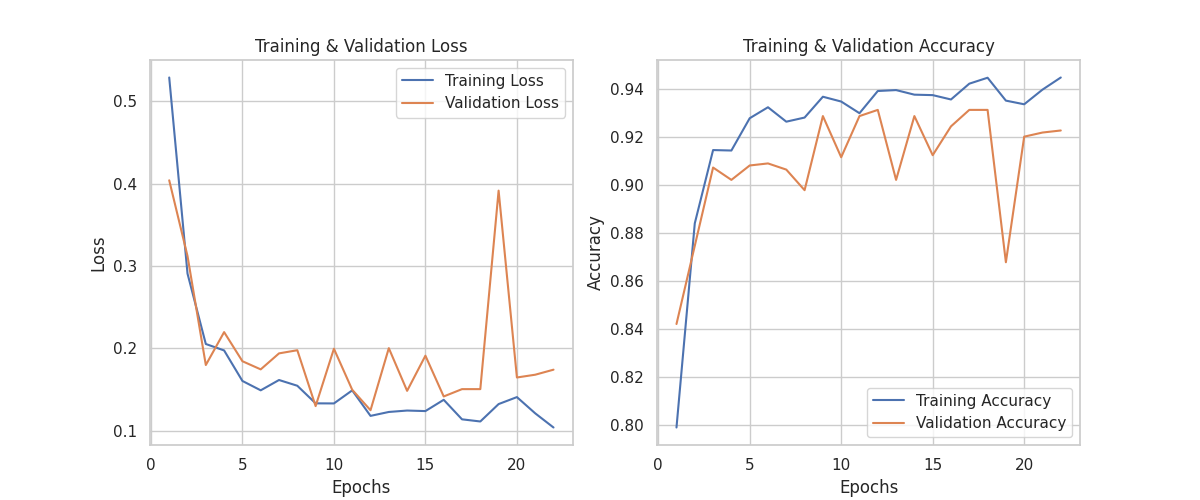 Training & Validation Loss
Training Loss
Validation Loss
0.5
0.4
0.3
0.2
0.1
Loss
0
5
10
15
20
Epochs
Training & Validation Accuracy
0.94
0.92
0.90
0.88
0.86
0.84
0.82
0.80
Accuracy
Training Accuracy
Validation Accuracy
0
5
10
15
20
Epochs